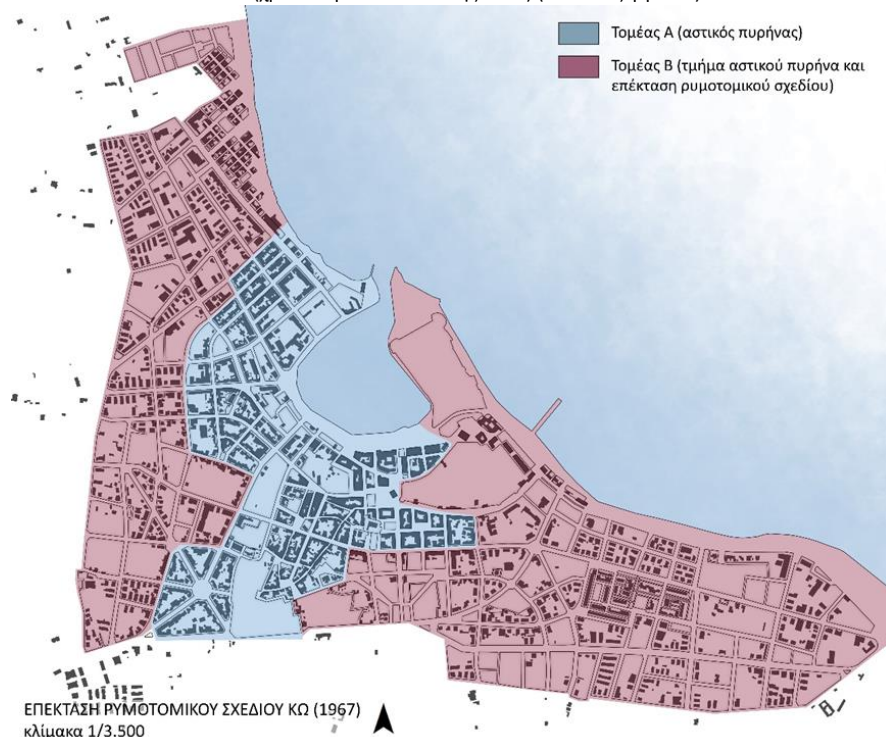 Τομέας Α (αστικός πυρήνας)
Τομέας Β (τμήμα αστικού πυρήνα και
επέκταση ρυμοτομικού σχεδίου)
ΕΠΕΚΤΑΣΗ ΡΥΜΟΤΟΜΙΚΟΥ ΣΧΕΔΙΟΥ ΚΩ (1967)
κλίμακα 1/3.500